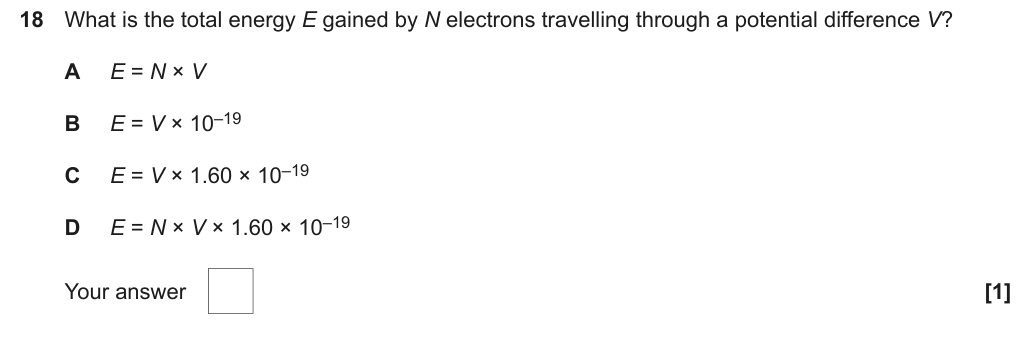 18 What is the total energy E gained by N electrons travelling through a potential difference V?
A E = N × V
B E = V × 10⁻¹⁹
C E = V × 1.60 × 10⁻¹⁹
D E = N × V × 1.60 × 10⁻¹⁹
Your answer [1]